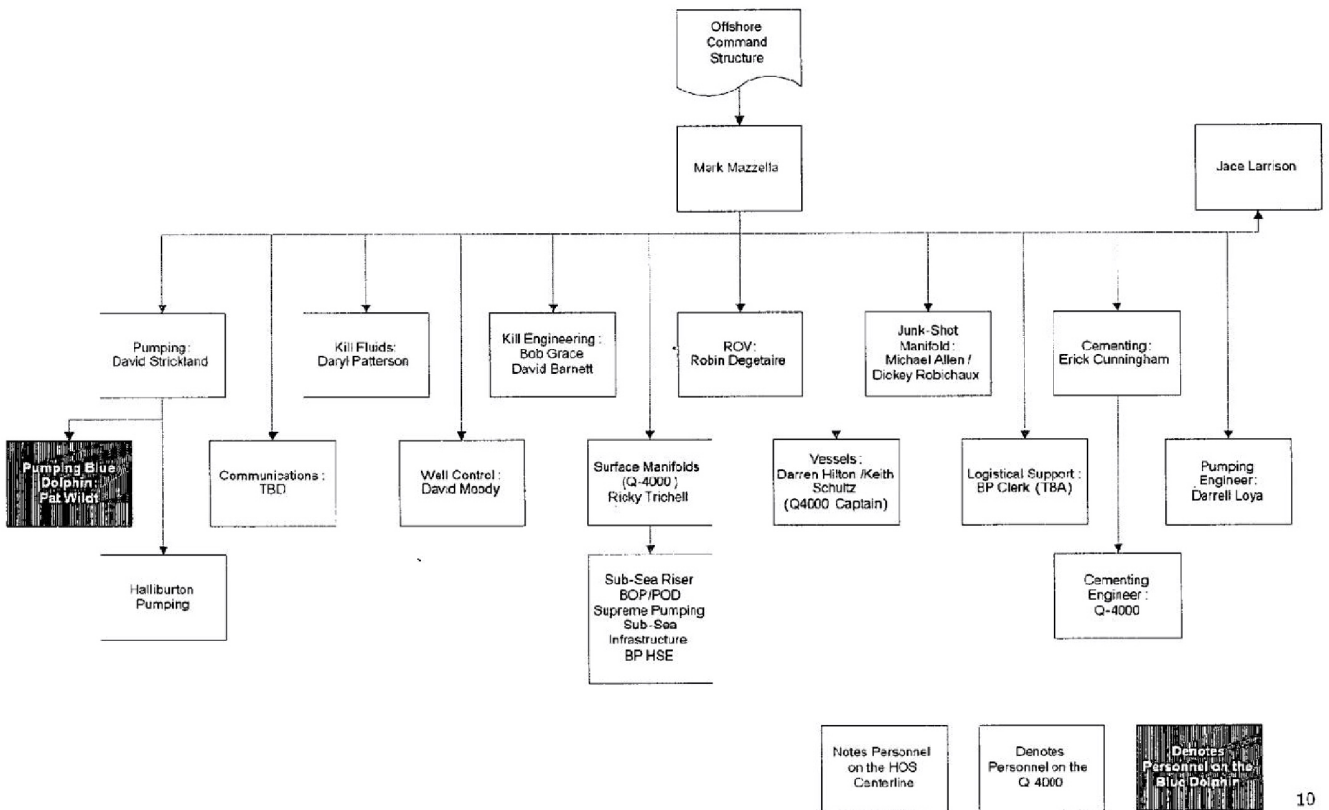 Offshore
Command
Structure
Mark Mazzella
Jace Larrison
Pumping :
David Strickland
Kill Fluids:
Daryl Patterson
Kill Engineering :
Bob Grace
David Barnett
ROV:
Robin Degetaire
Junk-Shot
Manifold :
Michael Allen /
Dickey Robichaux
Cementing :
Erick Cunningham
Pumping Blue
Dolphin:
Pat Wildt
Communications :
TBD
Well Control :
David Moody
Surface Manifolds
(Q-4000 )
Ricky Trichell
Vessels :
Darren Hilton /Keith
Schultz
(Q4000 Captain)
Logistical Support :
BP Clerk (TBA)
Pumping
Engineer:
Darrell Loya
Halliburton
Pumping
Sub-Sea Riser
BOP/POD
Supreme Pumping
Sub-Sea
Infrastructure
BP HSE
Cementing
Engineer :
Q-4000
Notes Personnel
on the HOS
Centerline
Denotes
Personnel on the
Q 4000
Denotes
Personnel on the
Blue Dolphin
10